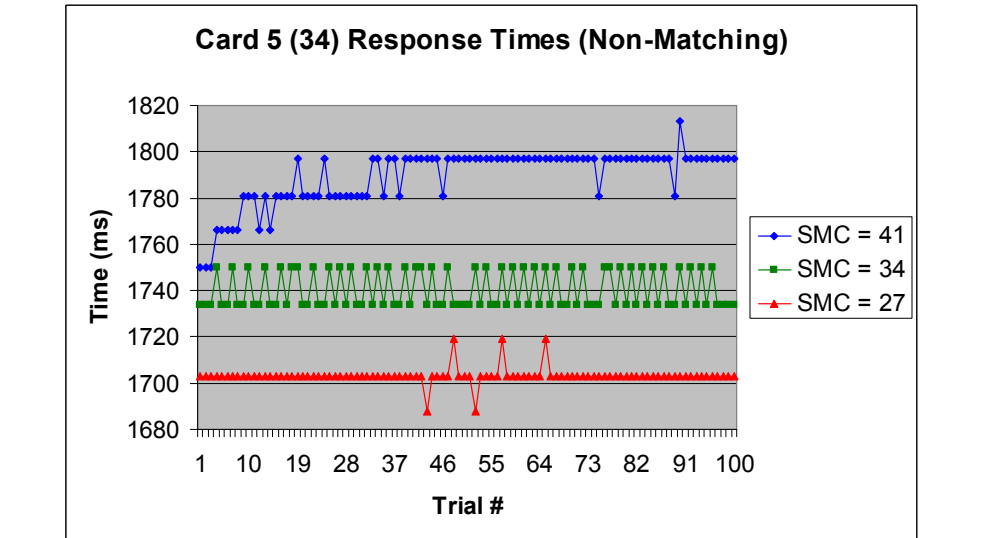 Card 5 (34) Response Times (Non-Matching)
1820
1800
1780
1760
1740
1720
1700
1680
Time (ms)
1 10 19 28 37 46 55 64 73 82 91 100
Trial #
SMC = 41
SMC = 34
SMC = 27